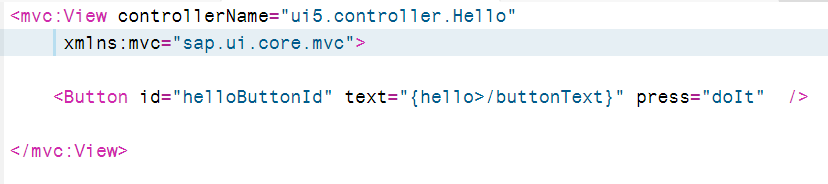 <mvc:View controllerName="ui5.controller.Hello"
xmlns:mvc="sap.ui.core.mvc">
<Button id="helloButtonId" text="{hello>/buttonText}" press="doIt"  />
</mvc:View>